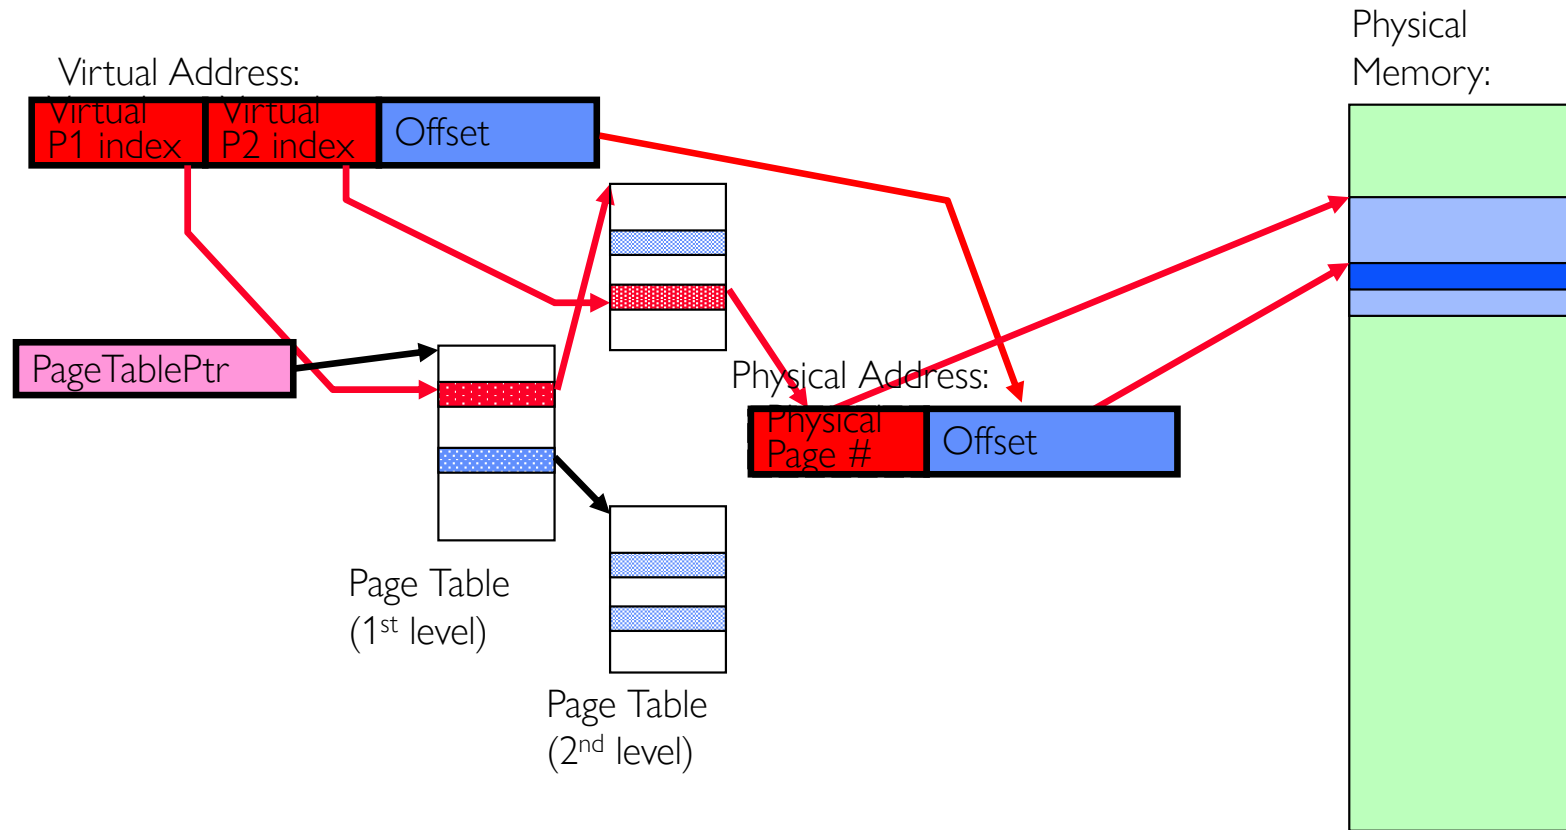 Physical
Memory:
Virtual Address:
Virtual
P1 index
Virtual
P2 index
Offset
PageTablePtr
Physical Address:
Physical
Page #
Offset
Page Table
(1st level)
Page Table
(2nd level)